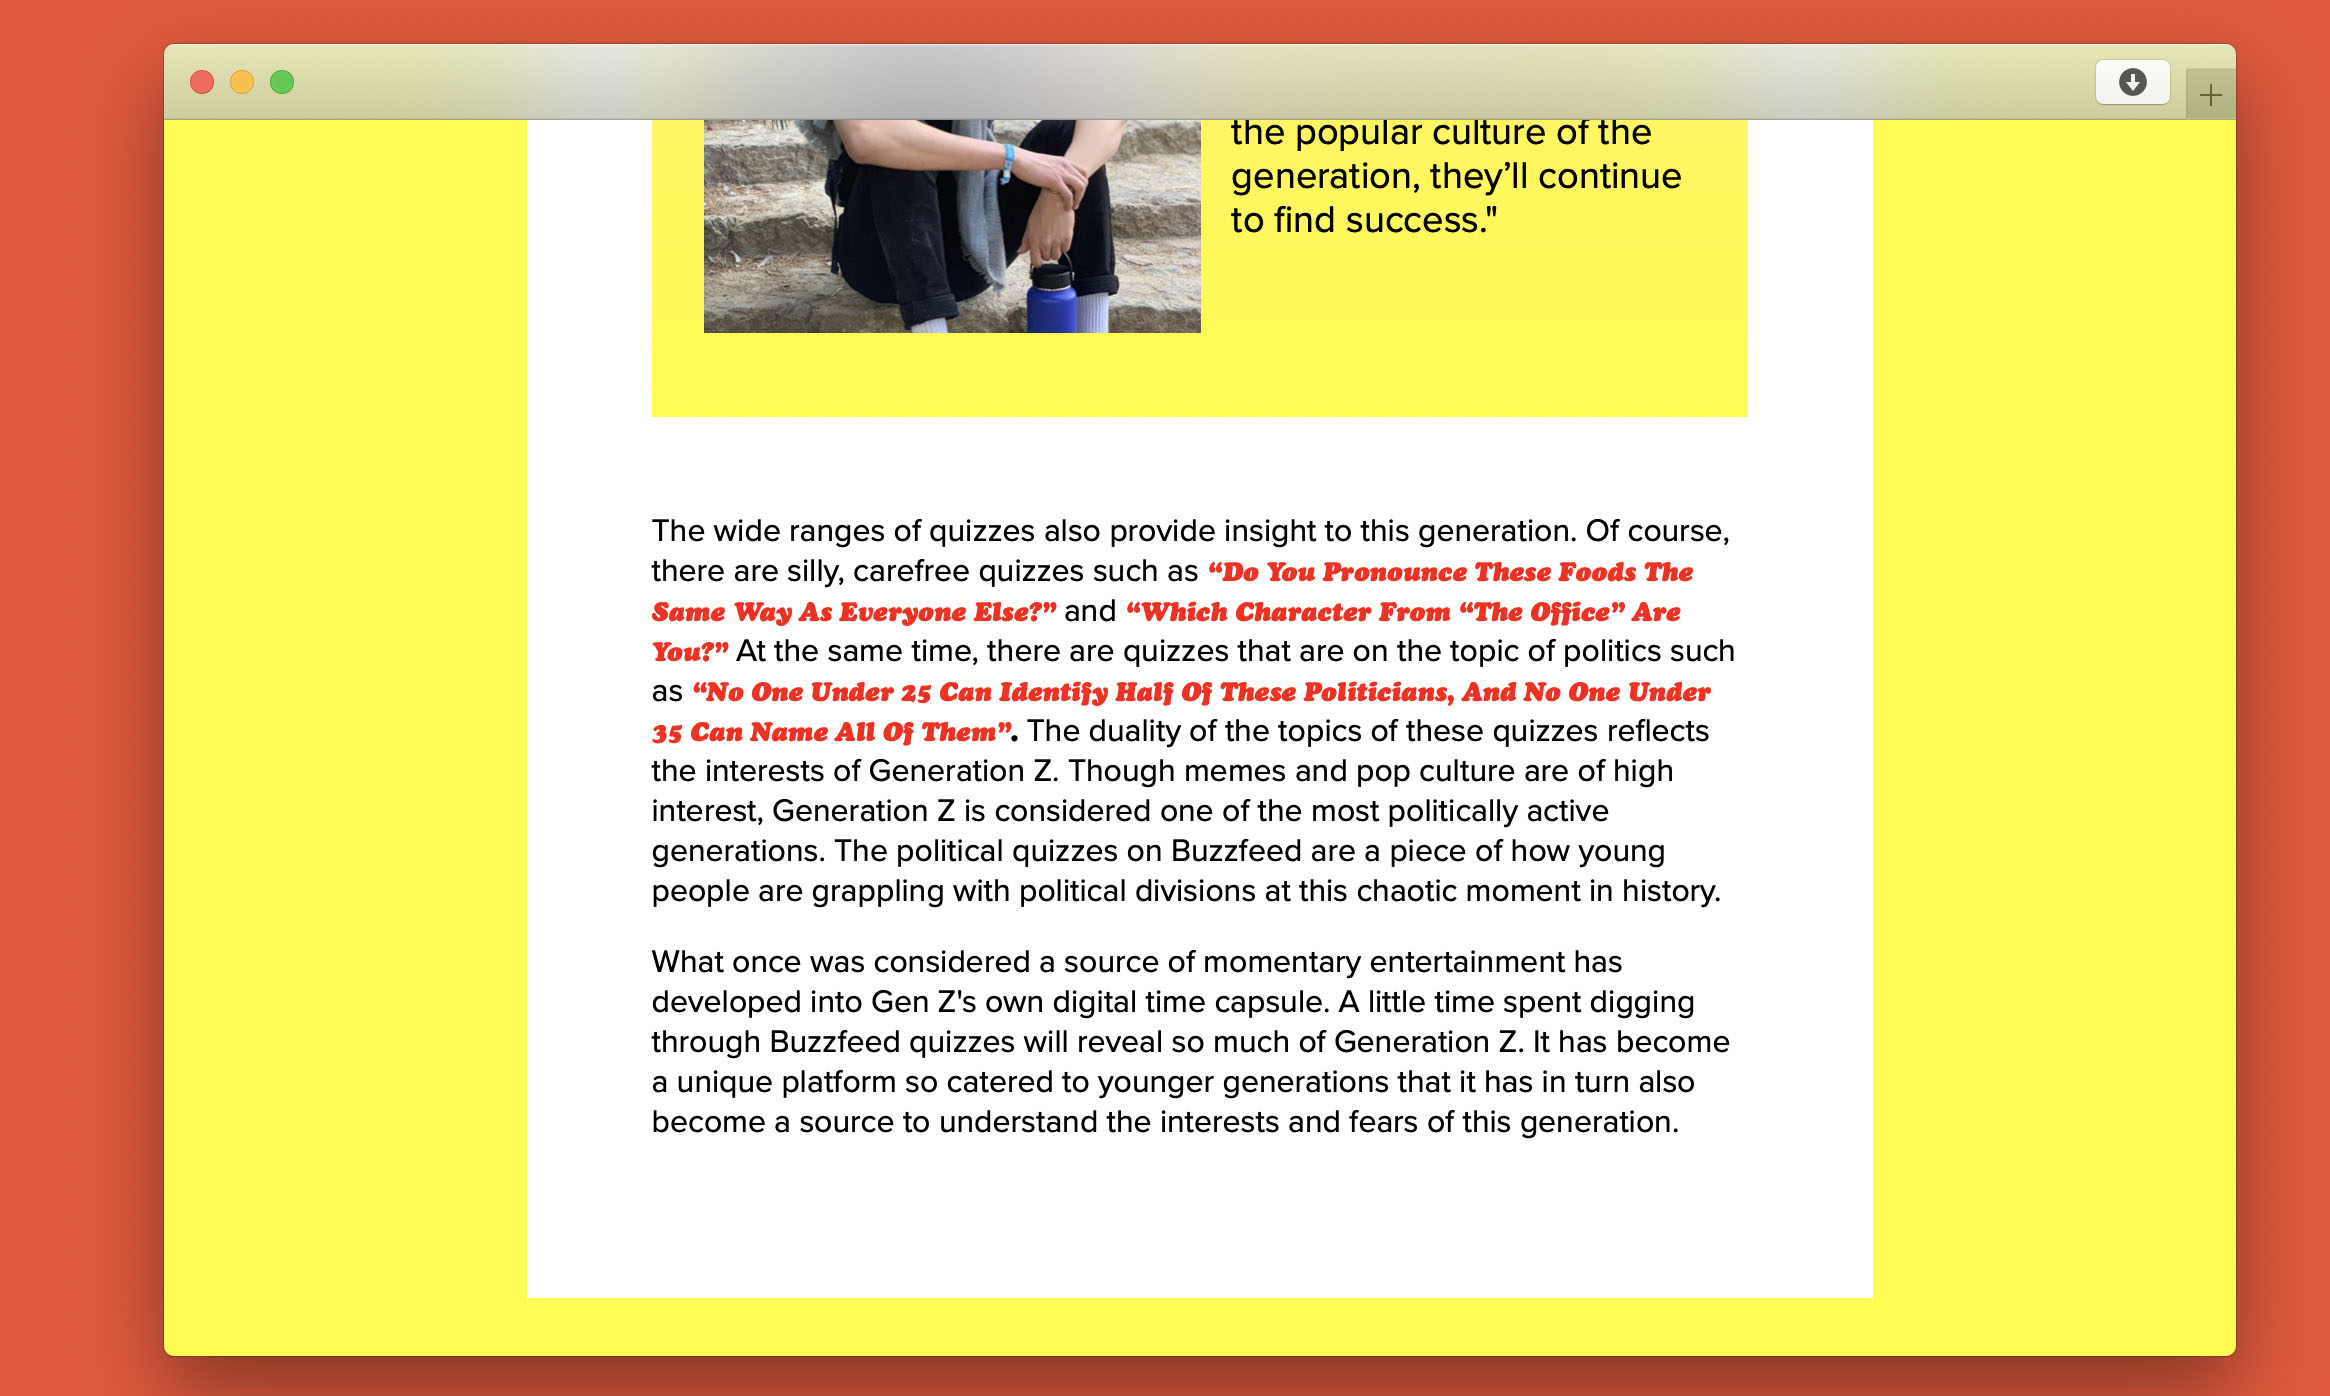 the popular culture of the
generation, they’ll continue
to find success."
The wide ranges of quizzes also provide insight to this generation. Of course,
there are silly, carefree quizzes such as “Do You Pronounce These Foods The
Same Way As Everyone Else?” and “Which Character From “The Office” Are
You?” At the same time, there are quizzes that are on the topic of politics such
as “No One Under 25 Can Identify Half Of These Politicians, And No One Under
35 Can Name All Of Them”. The duality of the topics of these quizzes reflects
the interests of Generation Z. Though memes and pop culture are of high
interest, Generation Z is considered one of the most politically active
generations. The political quizzes on Buzzfeed are a piece of how young
people are grappling with political divisions at this chaotic moment in history.
What once was considered a source of momentary entertainment has
developed into Gen Z's own digital time capsule. A little time spent digging
through Buzzfeed quizzes will reveal so much of Generation Z. It has become
a unique platform so catered to younger generations that it has in turn also
become a source to understand the interests and fears of this generation.